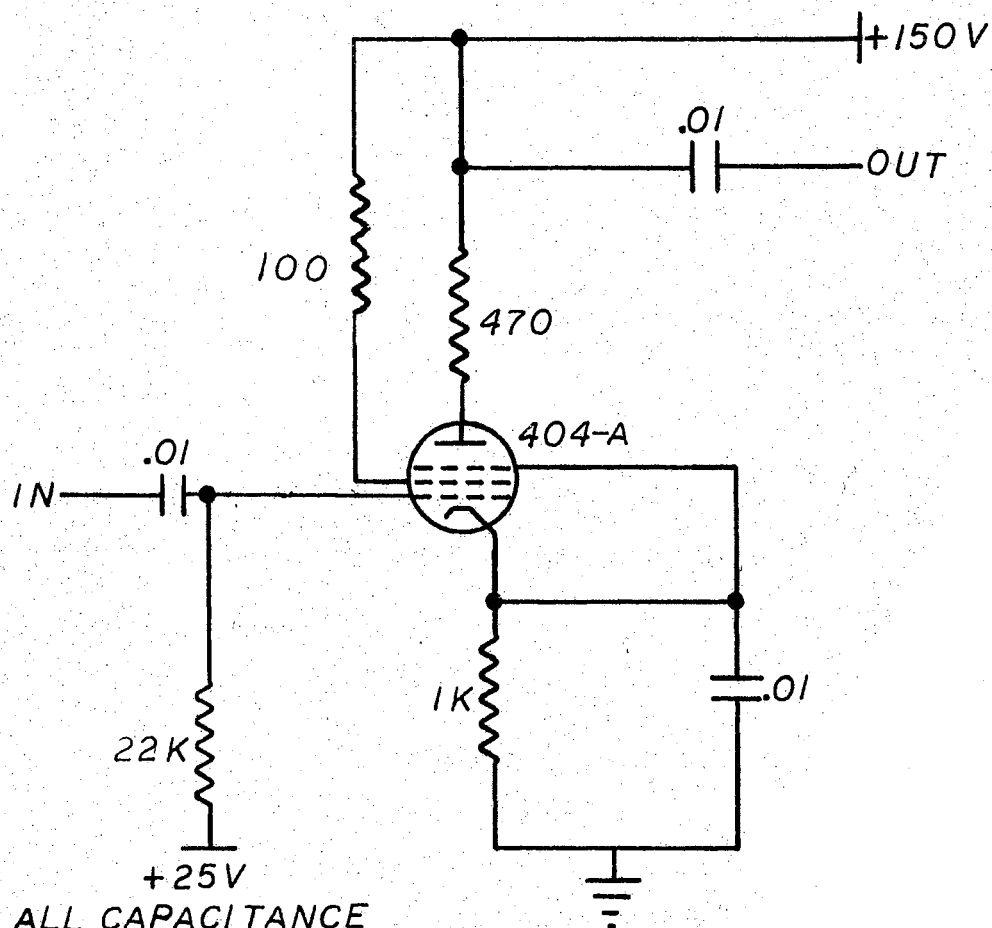 +150V
.01
OUT
100
470
404-A
.01
IN
1K
.01
22K
+25V
ALL CAPACITANCE